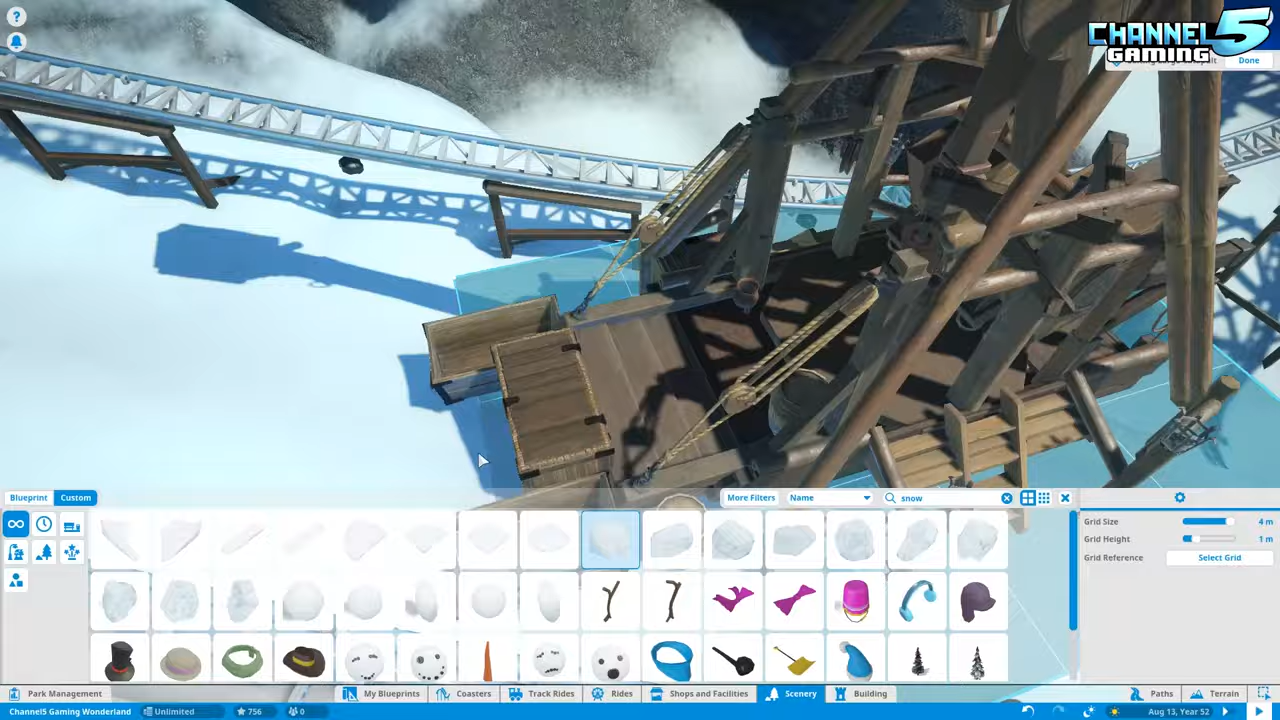 ?
CHANNEL5
GAMING
Done
Blueprint
Custom
More Filters
Name
snow
Grid Size
4 m
Grid Height
1 m
Grid Reference
Select Grid
Park Management
My Blueprints
Coasters
Track Rides
Rides
Shops and Facilities
Scenery
Building
Paths
Terrain
Channel5 Gaming Wonderland
Unlimited
756
0
Aug 13, Year 52